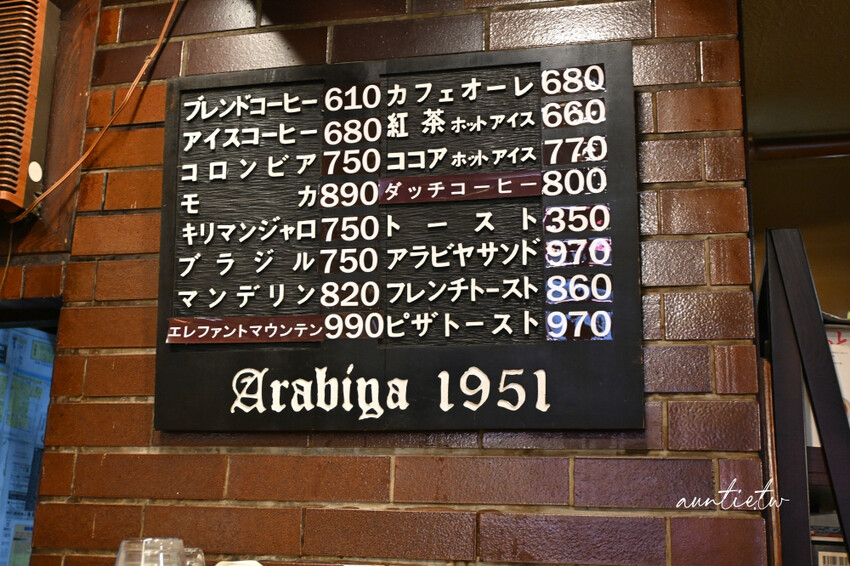 ブレンドコーヒー 610
アイスコーヒー 680
コロンビア 750
モカ 890
キリマンジャロ 750
ブラジル 750
マンデリン 820
エレファントマウンテン 990
カフェオーレ 680
紅茶 ホットアイス 660
ココア ホットアイス 770
ダッチコーヒー 800
トースト 350
アラビヤサンド 970
フレンチトースト 860
ピザトースト 970
Arabiya 1951
auntie.tw